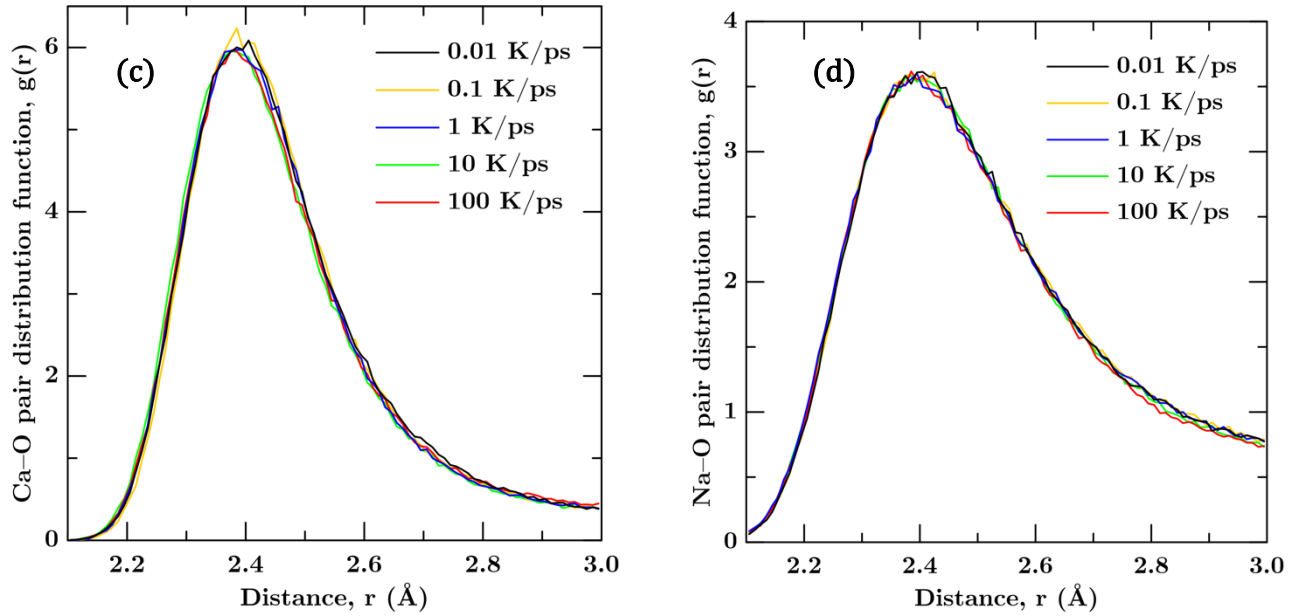 Ca–O pair distribution function, g(r)
6
4
2
0
(c)
0.01 K/ps
0.1 K/ps
1 K/ps
10 K/ps
100 K/ps
2.2 2.4 2.6 2.8 3.0
Distance, r (Å)
Na–O pair distribution function, g(r)
4
3
2
1
0
(d)
0.01 K/ps
0.1 K/ps
1 K/ps
10 K/ps
100 K/ps
2.2 2.4 2.6 2.8 3.0
Distance, r (Å)